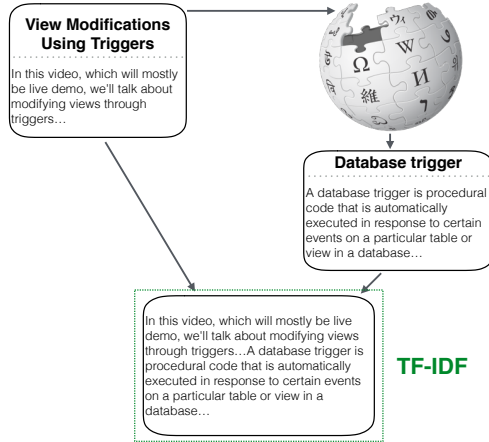 View Modifications
Using Triggers
In this video, which will mostly
be live demo, we'll talk about
modifying views through
triggers…
Ω
W
И
維
ウィ
7
Database trigger
A database trigger is procedural
code that is automatically
executed in response to certain
events on a particular table or
view in a database…
In this video, which will mostly be live
demo, we'll talk about modifying views
through triggers…A database trigger is
procedural code that is automatically
executed in response to certain events
on a particular table or view in a
database…
TF-IDF